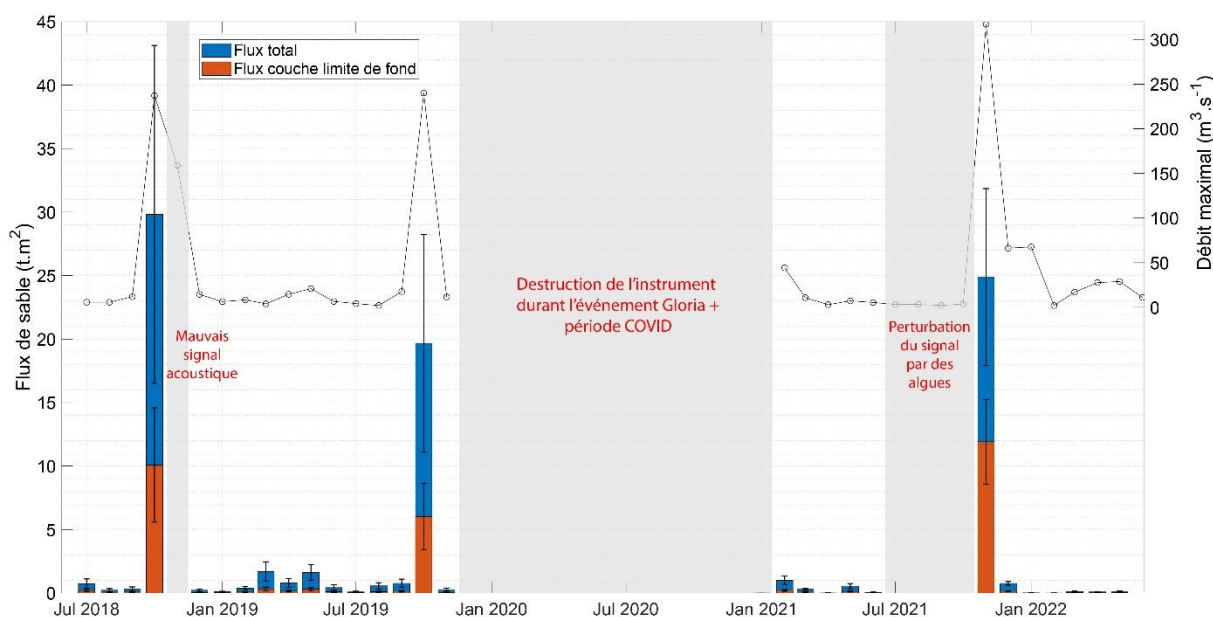 Flux total
Flux couche limite de fond
Flux de sable (t.m²)
45
40
35
30
25
20
15
10
5
0
Mauvais
signal
acoustique
Destruction de l'instrument
durant l'événement Gloria +
période COVID
Perturbation
du signal
par des
algues
300
250
200
150
100
50
0
Débit maximal (m³.s⁻¹)
Jul 2018
Jan 2019
Jul 2019
Jan 2020
Jul 2020
Jan 2021
Jul 2021
Jan 2022